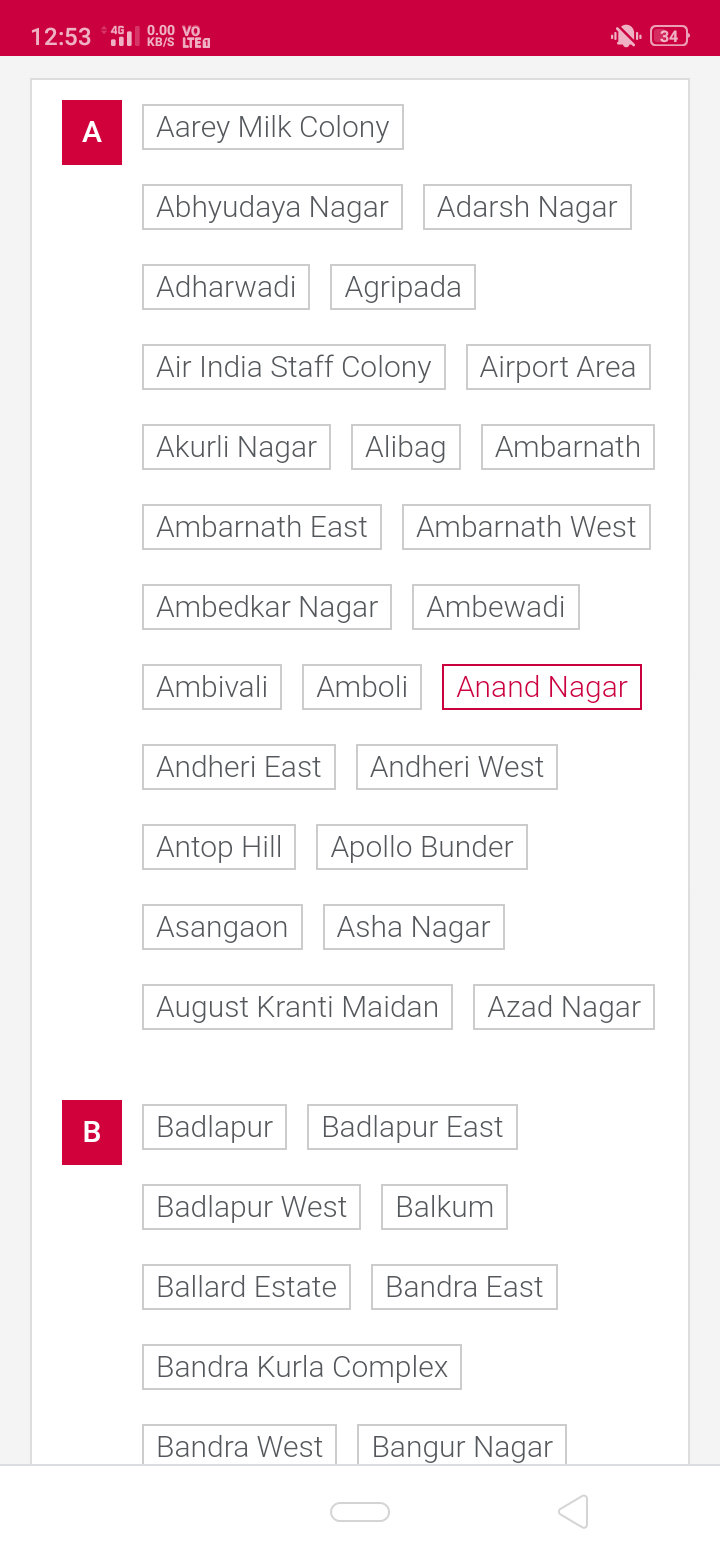 12:53 4G 0.00 KB/S VO LTE 34
A Aarey Milk Colony
Abhyudaya Nagar Adarsh Nagar
Adharwadi Agripada
Air India Staff Colony Airport Area
Akurli Nagar Alibag Ambarnath
Ambarnath East Ambarnath West
Ambedkar Nagar Ambewadi
Ambivali Amboli Anand Nagar
Andheri East Andheri West
Antop Hill Apollo Bunder
Asangaon Asha Nagar
August Kranti Maidan Azad Nagar
B Badlapur Badlapur East
Badlapur West Balkum
Ballard Estate Bandra East
Bandra Kurla Complex
Bandra West Bangur Nagar